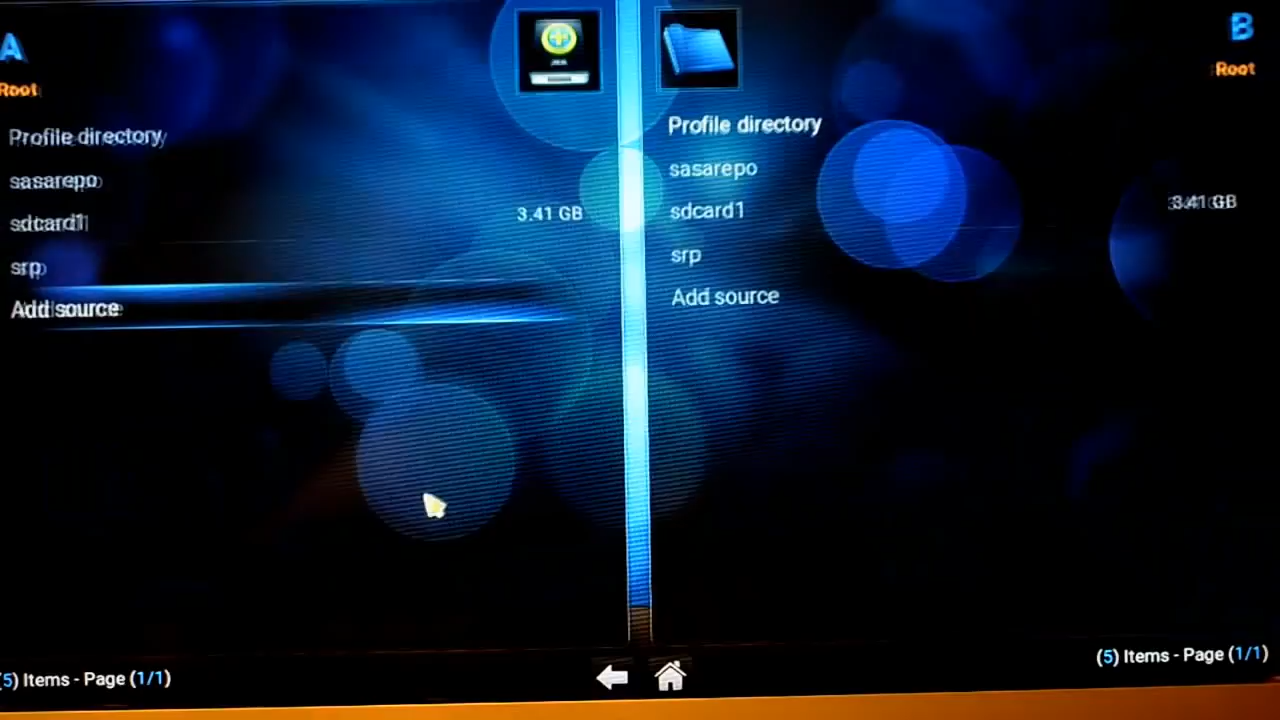 A
Root
Profile directory
sasarepo
sdcard1
3.41 GB
srp
Add source
(5) Items - Page (1/1)
B
Root
Profile directory
sasarepo
sdcard1
3.41 GB
srp
Add source
(5) Items - Page (1/1)